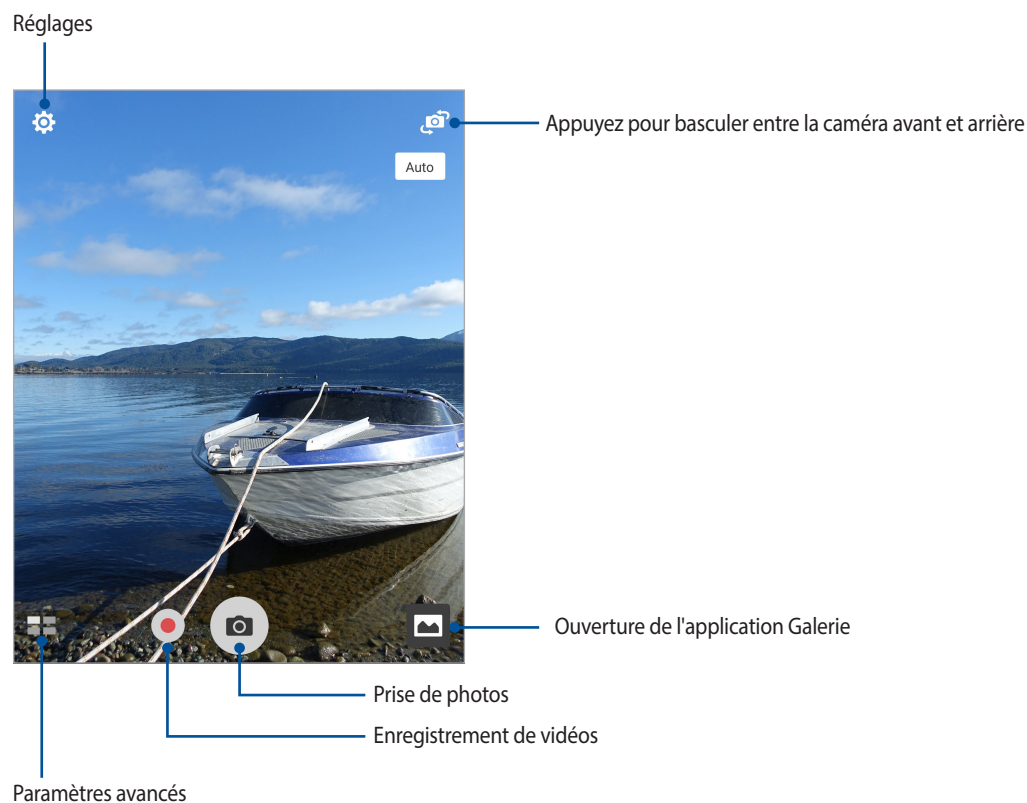 Réglages
Appuyez pour basculer entre la caméra avant et arrière
Auto
Ouverture de l'application Galerie
Prise de photos
Enregistrement de vidéos
Paramètres avancés